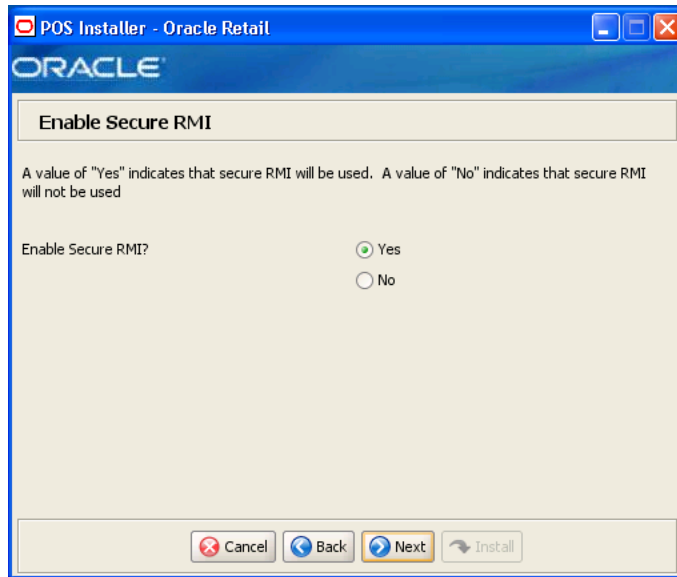 POS Installer - Oracle Retail
ORACLE
Enable Secure RMI
A value of "Yes" indicates that secure RMI will be used. A value of "No" indicates that secure RMI
will not be used
Enable Secure RMI?
Yes
No
Cancel
Back
Next
Install